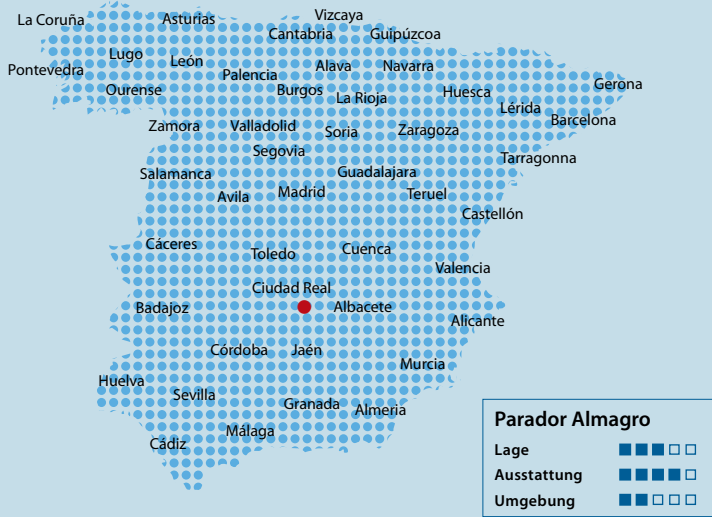 Vizcaya
La Coruña Asturias
Cantabria Guipúzcoa
Lugo León Alava Navarra
Pontevedra Palencia
Ourense Burgos La Rioja Huesca Gerona
Lérida
Barcelona
Zamora Valladolid Soria Zaragoza
Segovia Tarragonna
Salamanca Guadalajara
Avila Madrid Teruel
Castellón
Cáceres Toledo Cuenca
Valencia
Ciudad Real
Badajoz Albacete
Alicante
Córdoba Jaén
Murcia
Huelva
Sevilla Granada Almeria
Málaga
Cádiz
Parador Almagro
Lage
Ausstattung
Umgebung